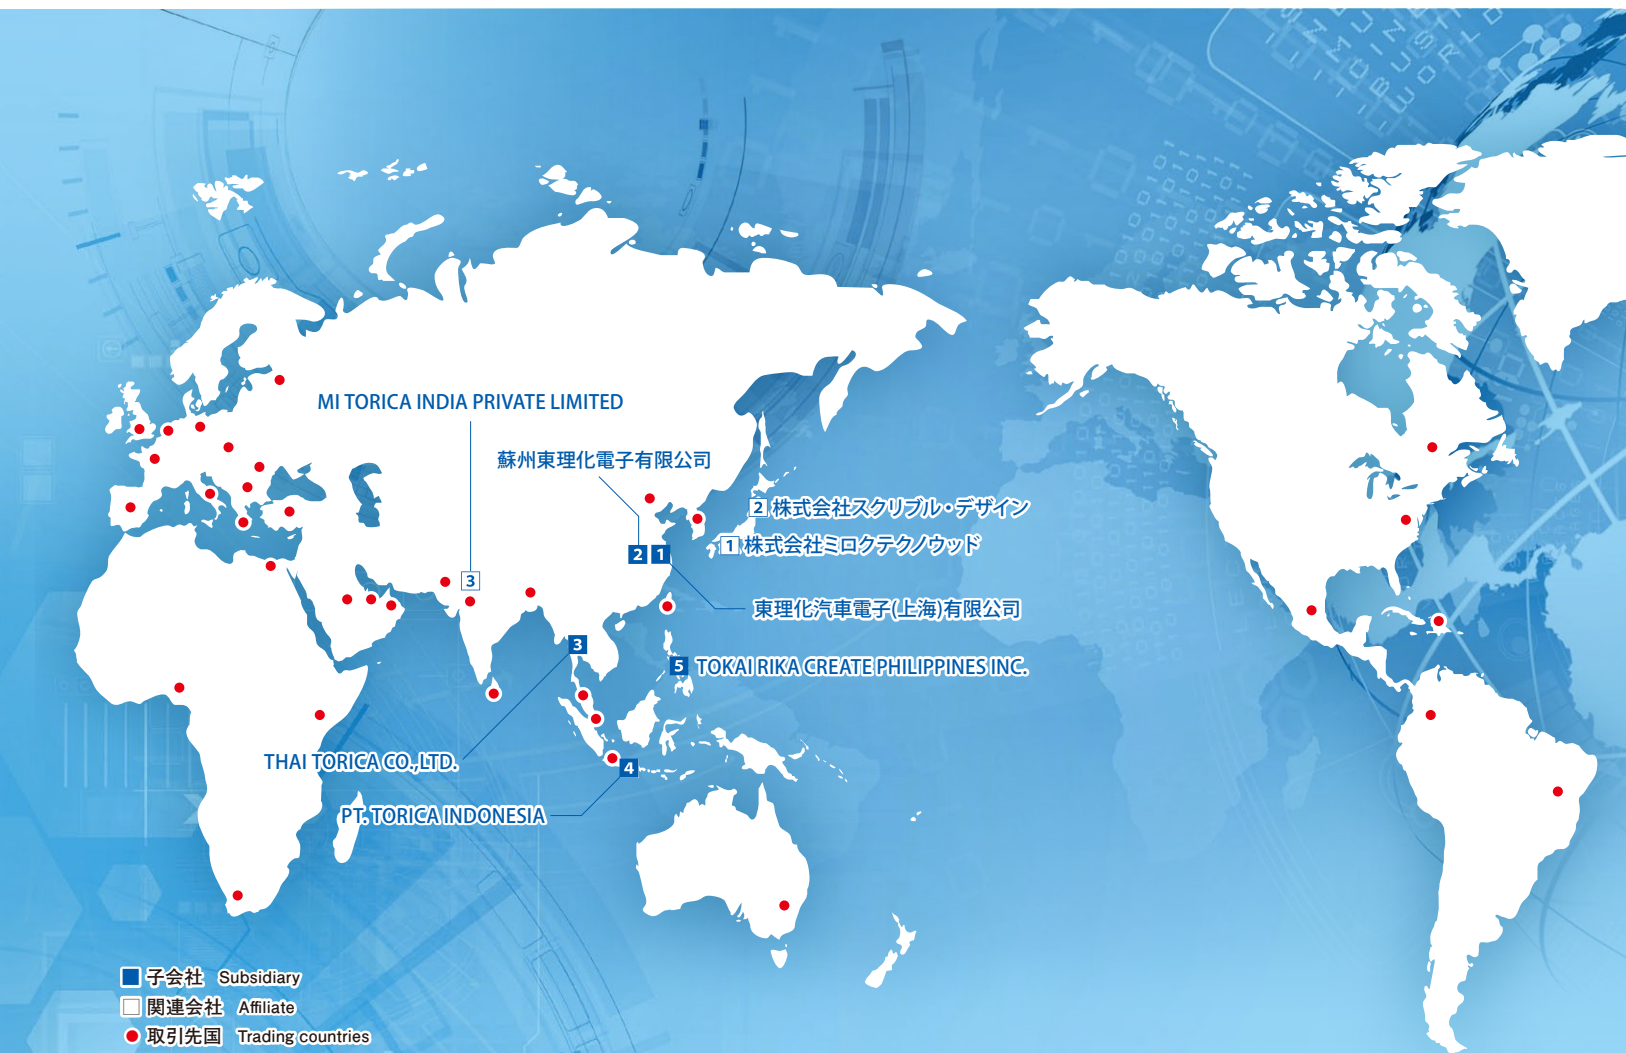 MI TORICA INDIA PRIVATE LIMITED
蘇州東理化電子有限公司
2 株式会社スクリブル・デザイン
1 株式会社ミロクテクノウッド
2 1
3
東理化汽車電子(上海)有限公司
3
5 TOKAI RIKA CREATE PHILIPPINES INC.
THAI TORICA CO.,LTD.
4
PT. TORICA INDONESIA
子会社 Subsidiary
関連会社 Affiliate
取引先国 Trading countries